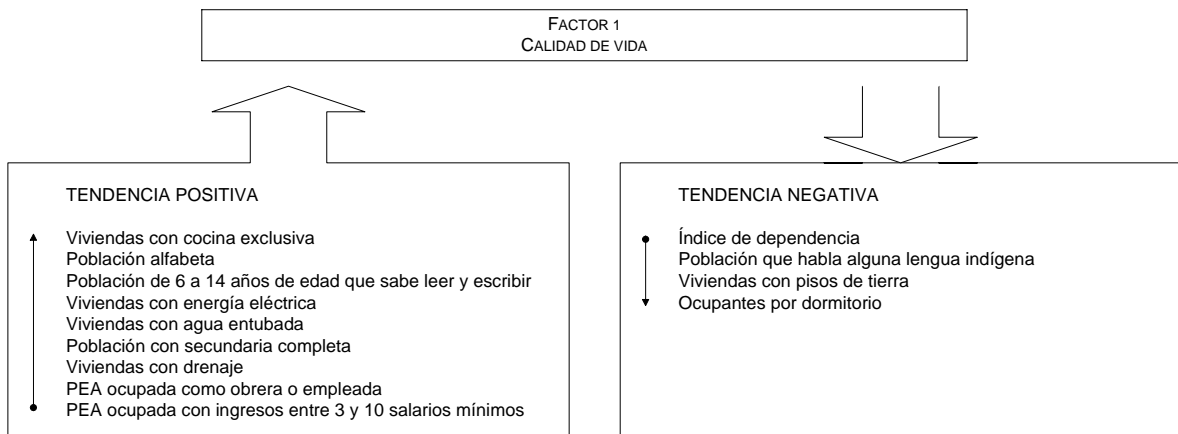 FACTOR 1
CALIDAD DE VIDA
TENDENCIA POSITIVA
Viviendas con cocina exclusiva
Población alfabeta
Población de 6 a 14 años de edad que sabe leer y escribir
Viviendas con energía eléctrica
Viviendas con agua entubada
Población con secundaria completa
Viviendas con drenaje
PEA ocupada como obrera o empleada
PEA ocupada con ingresos entre 3 y 10 salarios mínimos
TENDENCIA NEGATIVA
Índice de dependencia
Población que habla alguna lengua indígena
Viviendas con pisos de tierra
Ocupantes por dormitorio